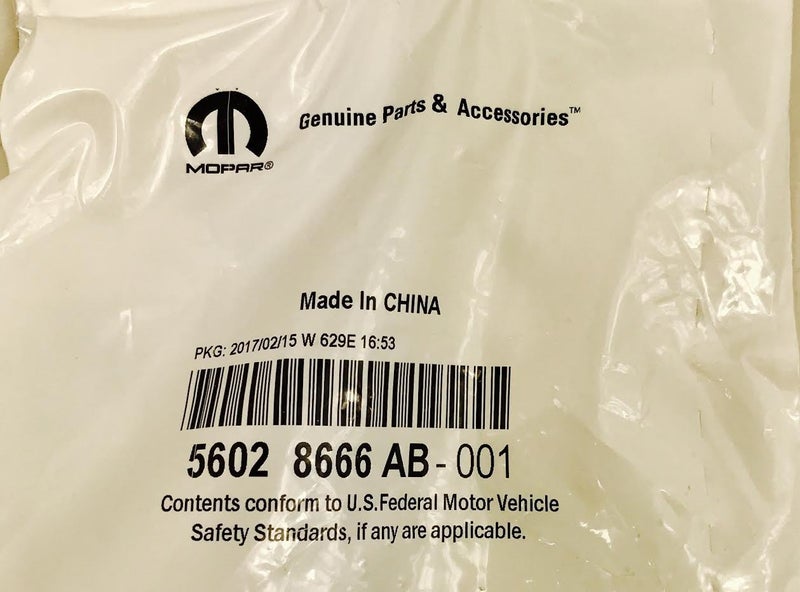 MOPAR®
Genuine Parts & Accessories™
Made In CHINA
PKG: 2017/02/15 W 629E 16:53
5602 8666 AB-001
Contents conform to U.S.Federal Motor Vehicle
Safety Standards, if any are applicable.